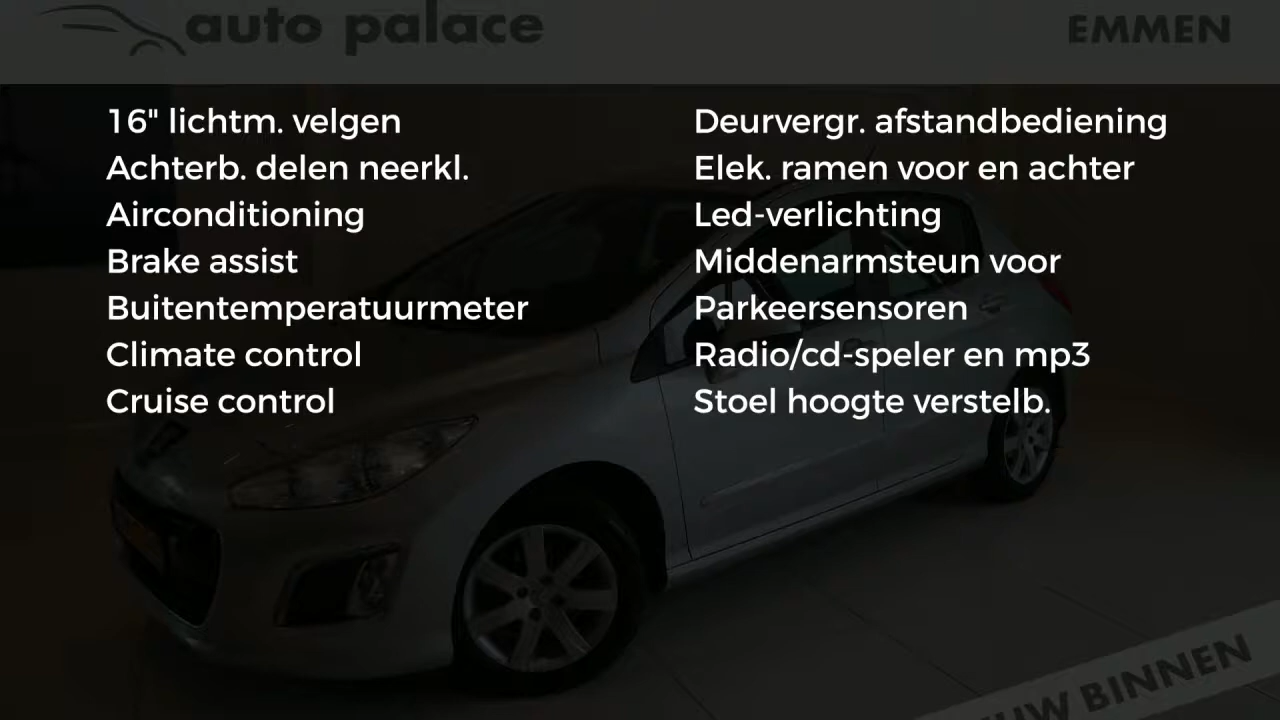 auto palace
EMMEN
16" lichtm. velgen
Achterb. delen neerkl.
Airconditioning
Brake assist
Buitentemperatuurmeter
Climate control
Cruise control
Deurvergr. afstandbediening
Elek. ramen voor en achter
Led-verlichting
Middenarmsteun voor
Parkeersensoren
Radio/cd-speler en mp3
Stoel hoogte verstelb.
BINNEN